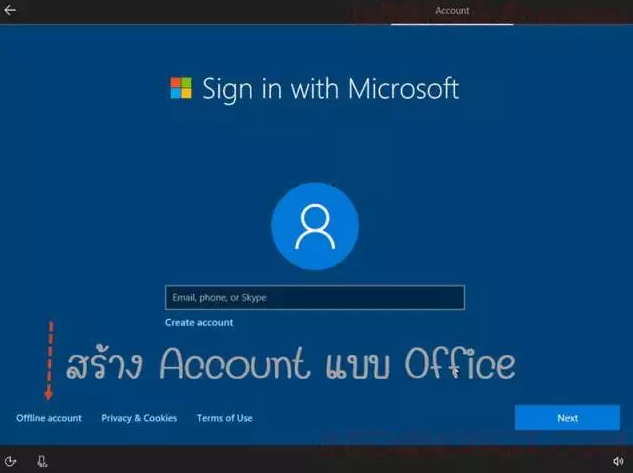 Account
Sign in with Microsoft
Email, phone, or Skype
Create account
สร้าง Account แบบ Office
Offline account
Privacy & Cookies
Terms of Use
Next